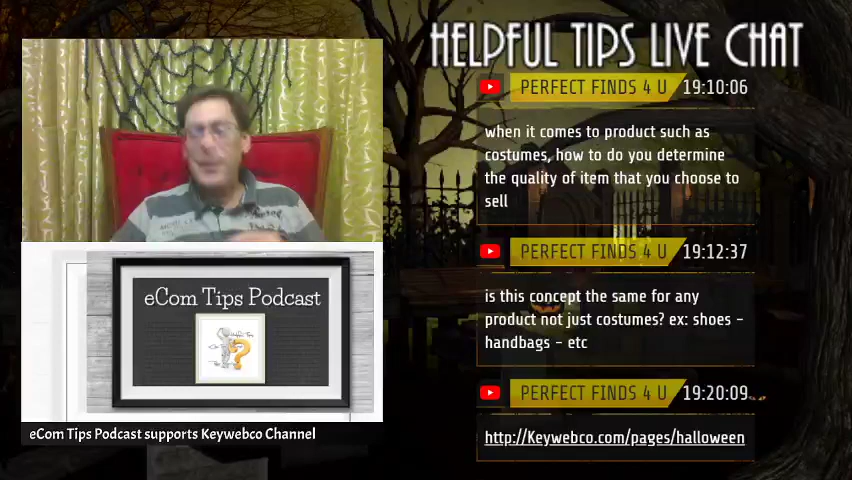 HELPFUL TIPS LIVE CHAT
PERFECT FINDS 4 U 19:10:06
when it comes to product such as
costumes, how to do you determine
the quality of item that you choose to
sell
PERFECT FINDS 4 U 19:12:37
is this concept the same for any
product not just costumes? ex: shoes -
handbags - etc
PERFECT FINDS 4 U 19:20:09
http://Keywebco.com/pages/halloween
eCom Tips Podcast
eCom Tips Podcast supports Keywebco Channel